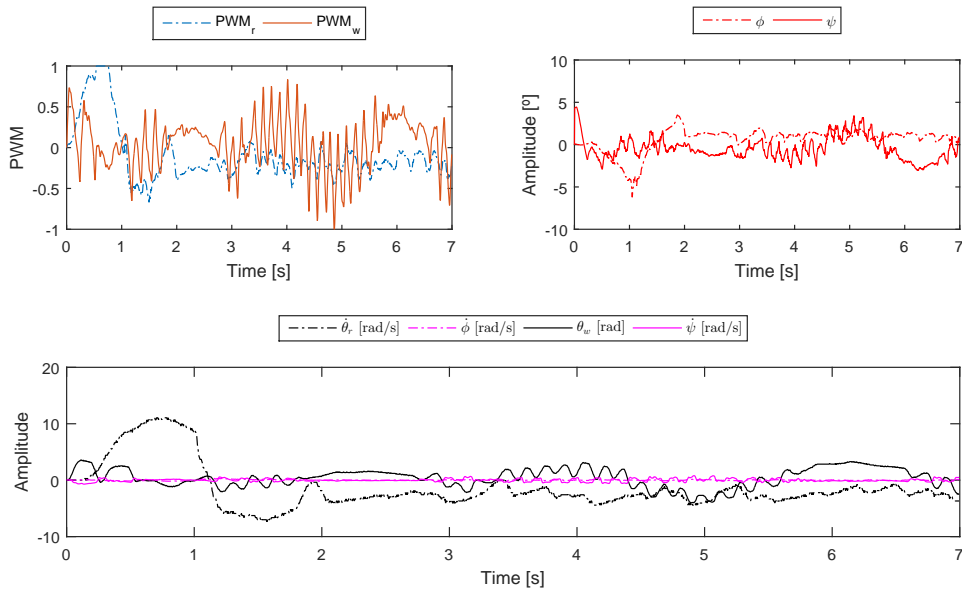 PWM_r PWM_w
1
0.5
0
-0.5
-1
PWM
0 1 2 3 4 5 6 7
Time [s]
ϕ ψ
10
5
0
-5
-10
Amplitude [º]
0 1 2 3 4 5 6 7
Time [s]
θ̇_r [rad/s] ϕ̇ [rad/s] θ_w [rad] ψ̇ [rad/s]
20
10
0
-10
Amplitude
0 1 2 3 4 5 6 7
Time [s]